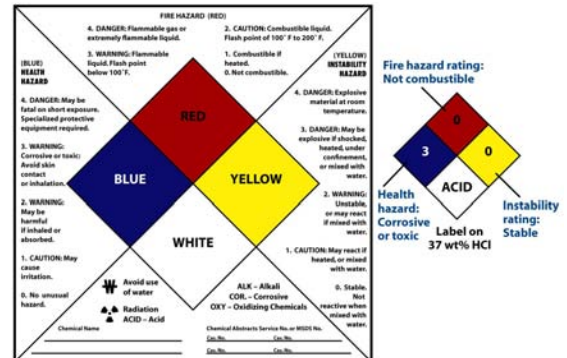 FIRE HAZARD (RED)
4. DANGER: Flammable gas or
extremely flammable liquid.
3. WARNING: Flammable
liquid. Flash point
below 100°F.
2. CAUTION: Combustible liquid.
Flash point of 100° F to 200° F.
1. Combustible if
heated.
0. Not combustible.
(BLUE)
HEALTH
HAZARD
4. DANGER: May be
fatal on short exposure.
Specialized protective
equipment required.
3. WARNING:
Corrosive or toxic:
Avoid skin
contact
or inhalation.
2. WARNING:
May be
harmful
if inhaled or
absorbed.
1. CAUTION: May
cause
irritation.
0. No unusual
hazard.
RED
BLUE
YELLOW
WHITE
(YELLOW)
INSTABILITY
HAZARD
4. DANGER: Explosive
material at room
temperature.
3. DANGER: May be
explosive if shocked,
heated, under
confinement,
or mixed with
water.
2. WARNING:
Unstable,
or may react
if mixed with
water.
1. CAUTION: May react if
heated, or mixed
with water.
0. Stable.
Not
reactive when
mixed with
water.
W Avoid use
of water
Radiation
ACID – Acid
ALK – Alkali
COR. – Corrosive
OXY – Oxidizing Chemicals
Chemical Name
Chemical Abstracts Service No. or MSDS No.
Cas. No. Cas. No.
Cas. No. Cas. No.
Fire hazard rating:
Not combustible
0
3
0
ACID
Health
hazard:
Corrosive
or toxic
Instability
rating:
Stable
Label on
37 wt% HCl